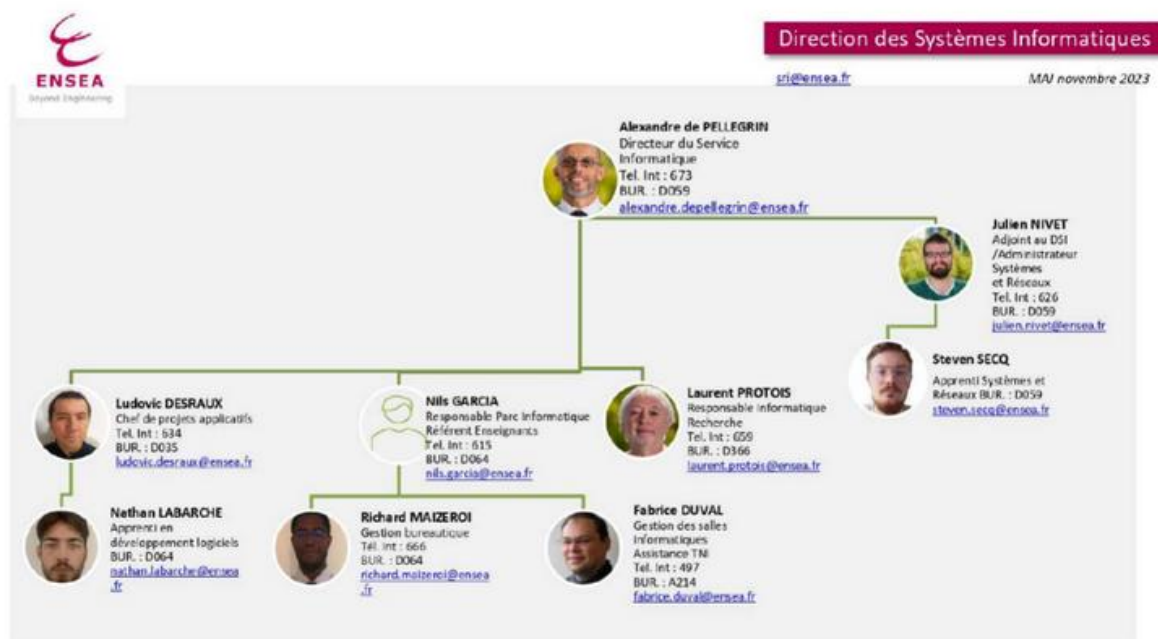 ENSEA
Beyond Engineering
Direction des Systèmes Informatiques
sri@ensea.fr
MAJ novembre 2023
Alexandre de PELLEGRIN
Directeur du Service
Informatique
Tel. Int : 673
BUR. : D059
alexandre.depellegrin@ensea.fr
Julien NIVET
Adjoint au DSI
/Administrateur
Systèmes
et Réseaux
Tel. Int : 626
BUR. : D059
julien.nivet@ensea.fr
Steven SECQ
Apprenti Systèmes et
Réseaux BUR. : D059
steven.secq@ensea.fr
Ludovic DESRAUX
Chef de projets applicatifs
Tel. Int : 634
BUR. : D035
ludovic.desraux@ensea.fr
Nils GARCIA
Responsable Parc Informatique
Référent Enseignants
Tel. Int : 615
BUR. : D064
nils.garcia@ensea.fr
Laurent PROTOIS
Responsable Informatique
Recherche
Tel. Int : 659
BUR. : D366
laurent.protois@ensea.fr
Nathan LABARCHE
Apprenti en
développement logiciels
BUR. : D064
nathan.labarche@ensea
.fr
Richard MAIZEROI
Gestion bureautique
Tél. Int : 666
BUR. : D064
richard.maizeroi@ensea
.fr
Fabrice DUVAL
Gestion des salles
Informatiques
Assistance TNI
Tel. Int : 497
BUR. : A214
fabrice.duval@ensea.fr